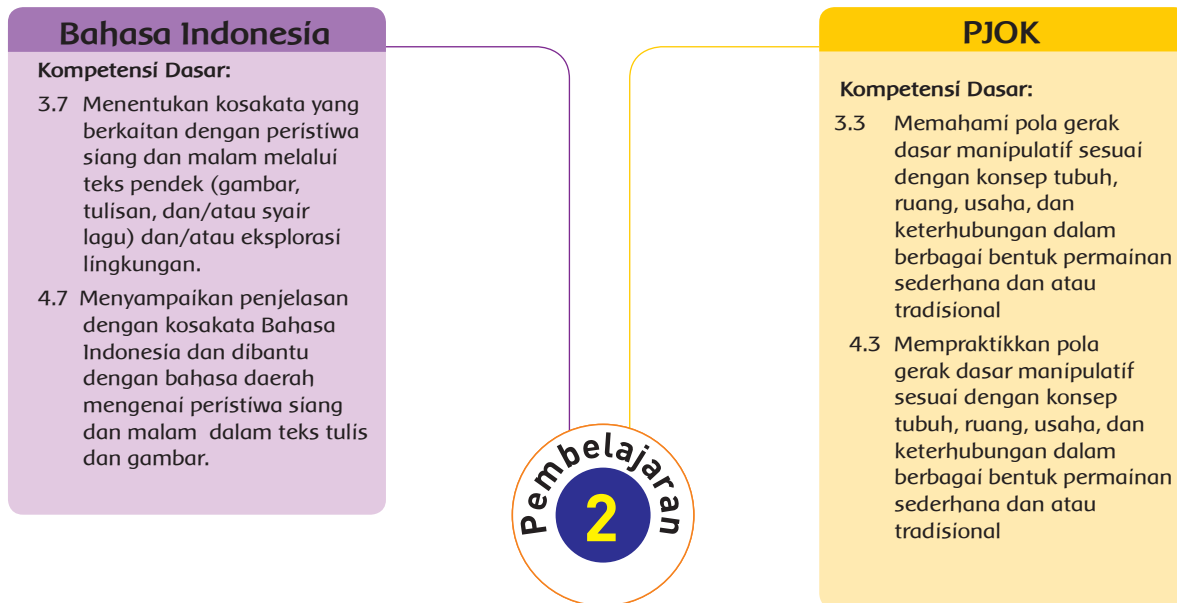 Bahasa Indonesia
Kompetensi Dasar:
3.7 Menentukan kosakata yang
berkaitan dengan peristiwa
siang dan malam melalui
teks pendek (gambar,
tulisan, dan/atau syair
lagu) dan/atau eksplorasi
lingkungan.
4.7 Menyampaikan penjelasan
dengan kosakata Bahasa
Indonesia dan dibantu
dengan bahasa daerah
mengenai peristiwa siang
dan malam dalam teks tulis
dan gambar.
PJOK
Kompetensi Dasar:
3.3 Memahami pola gerak
dasar manipulatif sesuai
dengan konsep tubuh,
ruang, usaha, dan
keterhubungan dalam
berbagai bentuk permainan
sederhana dan atau
tradisional
4.3 Mempraktikkan pola
gerak dasar manipulatif
sesuai dengan konsep
tubuh, ruang, usaha, dan
keterhubungan dalam
berbagai bentuk permainan
sederhana dan atau
tradisional
Pembelajaran
2